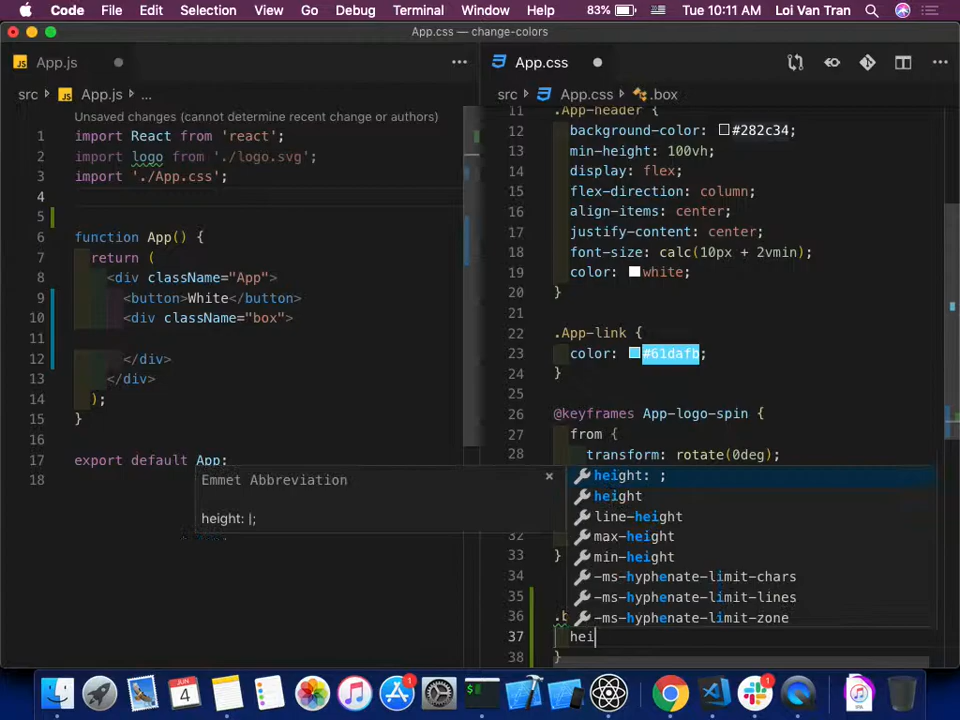 Code File Edit Selection View Go Debug Terminal Window Help 83% Tue 10:11 AM Loi Van Tran
App.css — change-colors
JS App.js
src JS App.js ...
Unsaved changes (cannot determine recent change or authors)
1 import React from 'react';
2 import logo from './logo.svg';
3 import './App.css';
4
5
6 function App() {
7 return (
8 <div className="App">
9 <button>White</button>
10 <div className="box">
11
12 </div>
13 </div>
14 );
15 }
16
17 export default App;
18
Emmet Abbreviation ×
height: |;
App.css
src App.css .box
11 .App-header {
12 background-color: #282c34;
13 min-height: 100vh;
14 display: flex;
15 flex-direction: column;
16 align-items: center;
17 justify-content: center;
18 font-size: calc(10px + 2vmin);
19 color: white;
20 }
21
22 .App-link {
23 color: #61dafb;
24 }
25
26 @keyframes App-logo-spin {
27 from {
28 transform: rotate(0deg);
height: ;
height
line-height
max-height
min-height
-ms-hyphenate-limit-chars
-ms-hyphenate-limit-lines
-ms-hyphenate-limit-zone
32
33 }
34
35
36 .b
37 hei
38 }
JUL
4
1
1
IPA